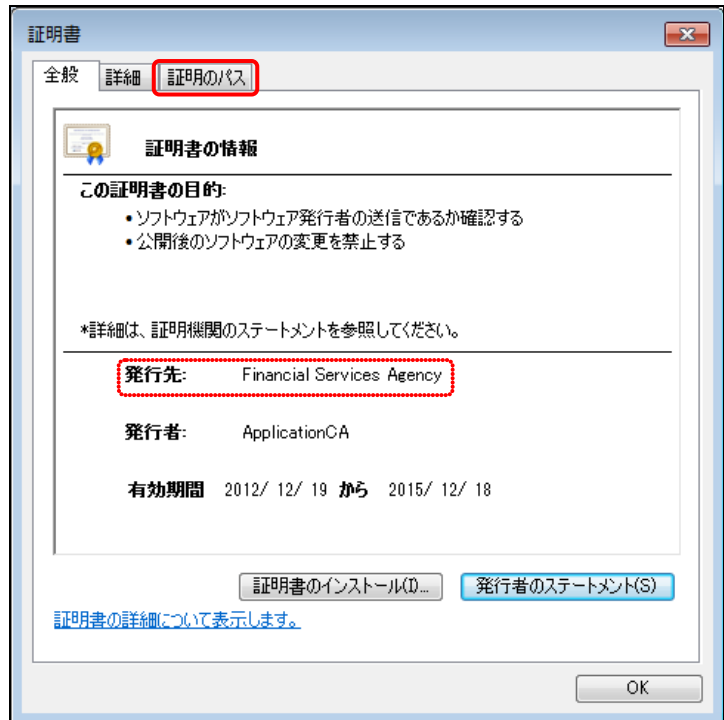 証明書
全般 詳細 証明のパス
証明書の情報
この証明書の目的:
• ソフトウェアがソフトウェア発行者の送信であるか確認する
• 公開後のソフトウェアの変更を禁止する
*詳細は、証明機関のステートメントを参照してください。
発行先: Financial Services Agency
発行者: ApplicationCA
有効期間 2012/ 12/ 19 から 2015/ 12/ 18
証明書のインストール(I)... 発行者のステートメント(S)
証明書の詳細について表示します。
OK